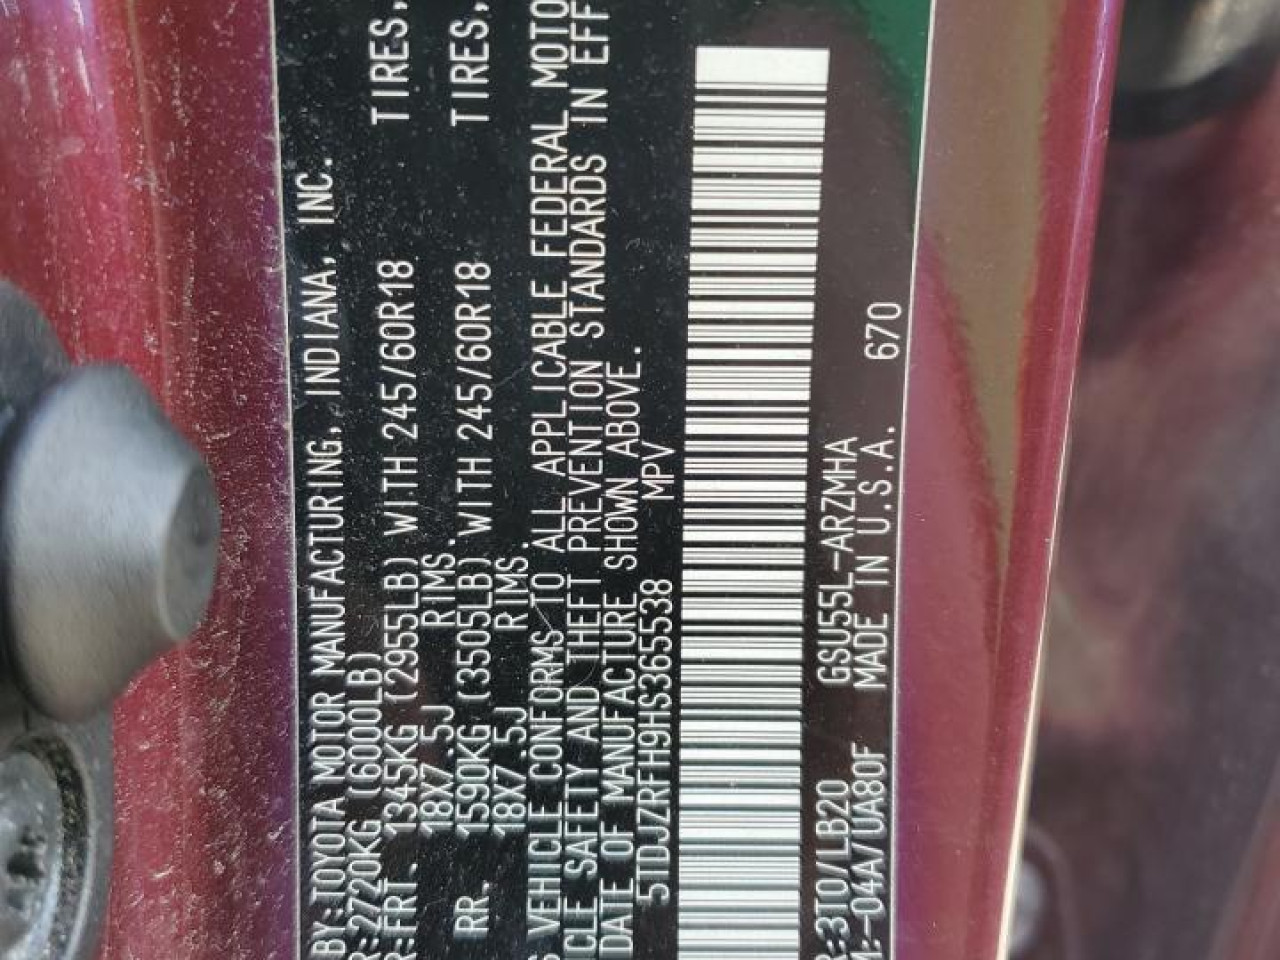 BY: TOYOTA MOTOR MANUFACTURING, INDIANA, INC.
R: 2720KG (6000LB)
R: FRT. 1345KG (2955LB) WITH 245/60R18 TIRES,
18X7.5J RIMS.
RR. 1590KG (3505LB) WITH 245/60R18 TIRES,
18X7.5J RIMS.
S VEHICLE CONFORMS TO ALL APPLICABLE FEDERAL MOTO
ICLE SAFETY AND THEFT PREVENTION STANDARDS IN EFF
DATE OF MANUFACTURE SHOWN ABOVE.
5TDJZRFH9HS365538 MPV
R: 3T0/LB20 GSU55L-ARZMHA
M: -04A/UA80F MADE IN U.S.A. 670